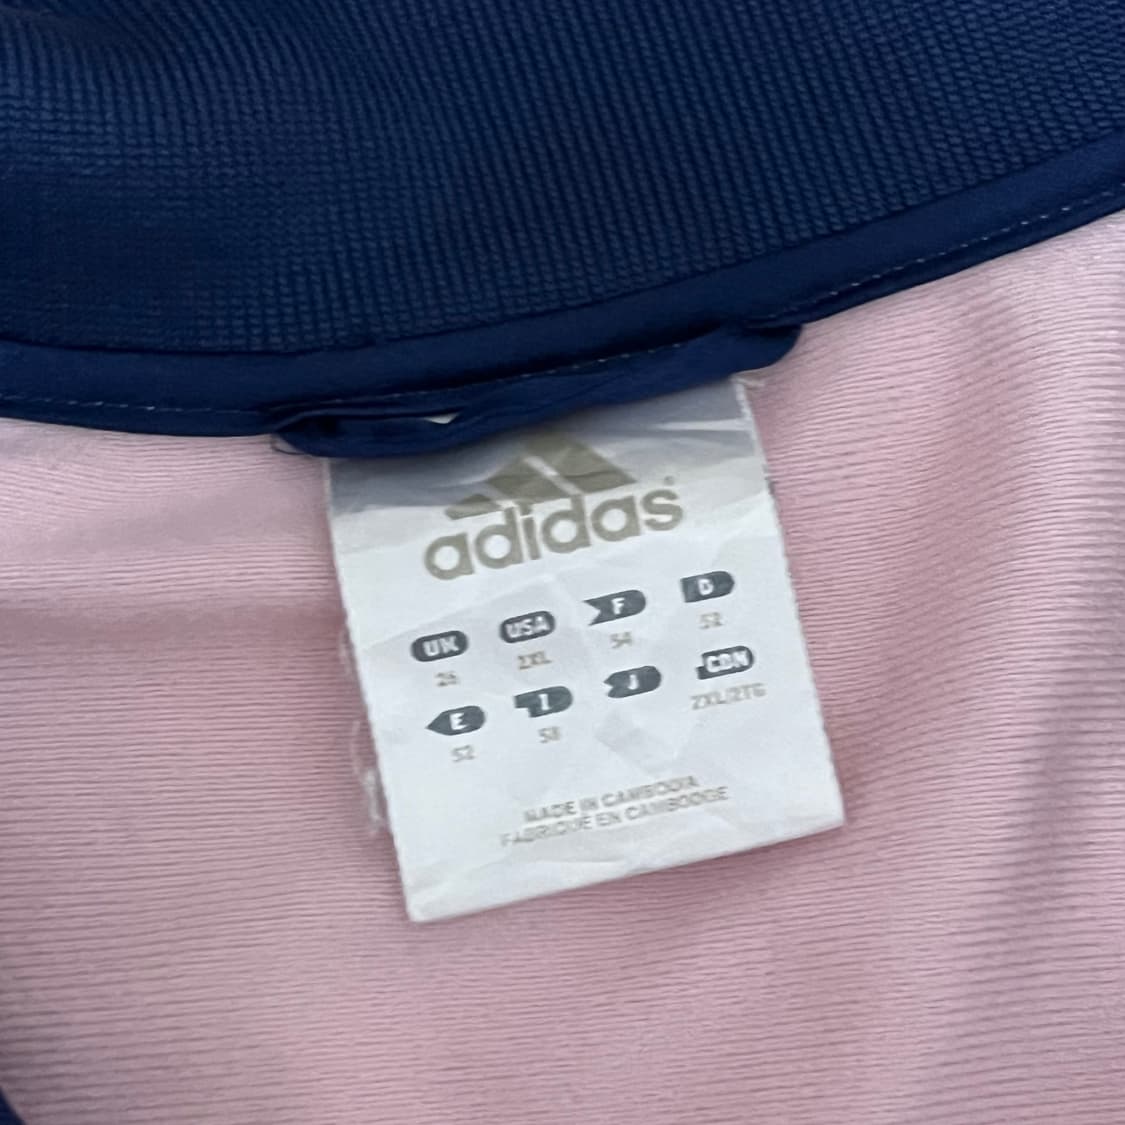 adidas®
UK USA F D
26 2XL 54 52
E I J CDN
52 58 2XL/2TG
MADE IN CAMBODIA
FABRIQUÉ EN CAMBODGE